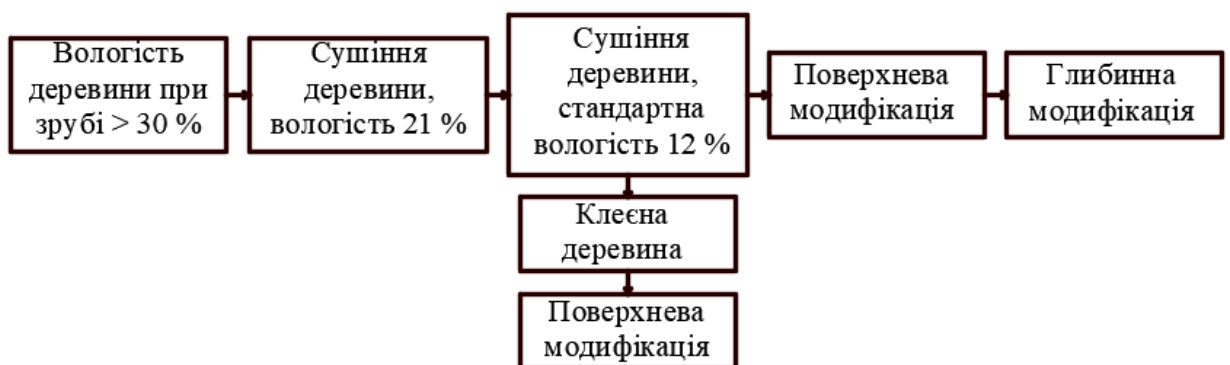 Вологість
деревини при
зрубі > 30 %
Сушіння
деревини,
вологість 21 %
Сушіння
деревини,
стандартна
вологість 12 %
Поверхнева
модифікація
Глибинна
модифікація
Клеєна
деревина
Поверхнева
модифікація